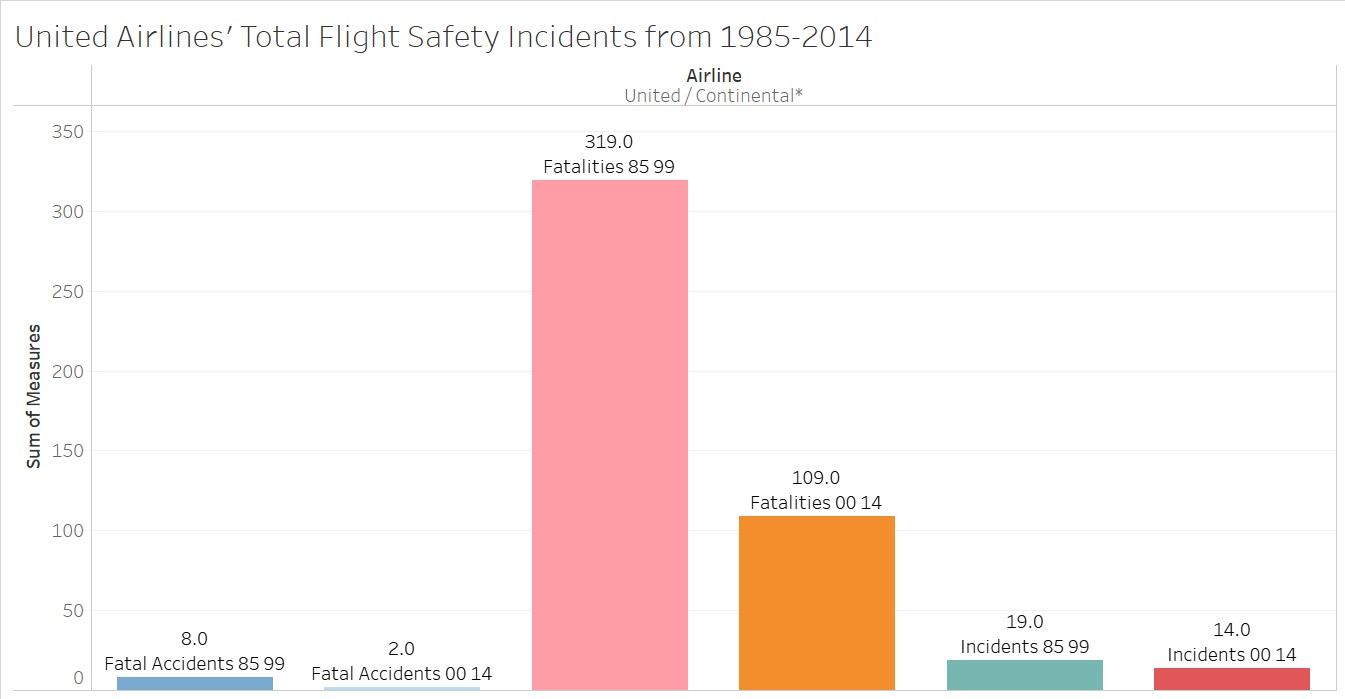 United Airlines’ Total Flight Safety Incidents from 1985-2014
Airline
United / Continental*
Sum of Measures
350
300
250
200
150
100
50
0
8.0
Fatal Accidents 85 99
2.0
Fatal Accidents 00 14
319.0
Fatalities 85 99
109.0
Fatalities 00 14
19.0
Incidents 85 99
14.0
Incidents 00 14